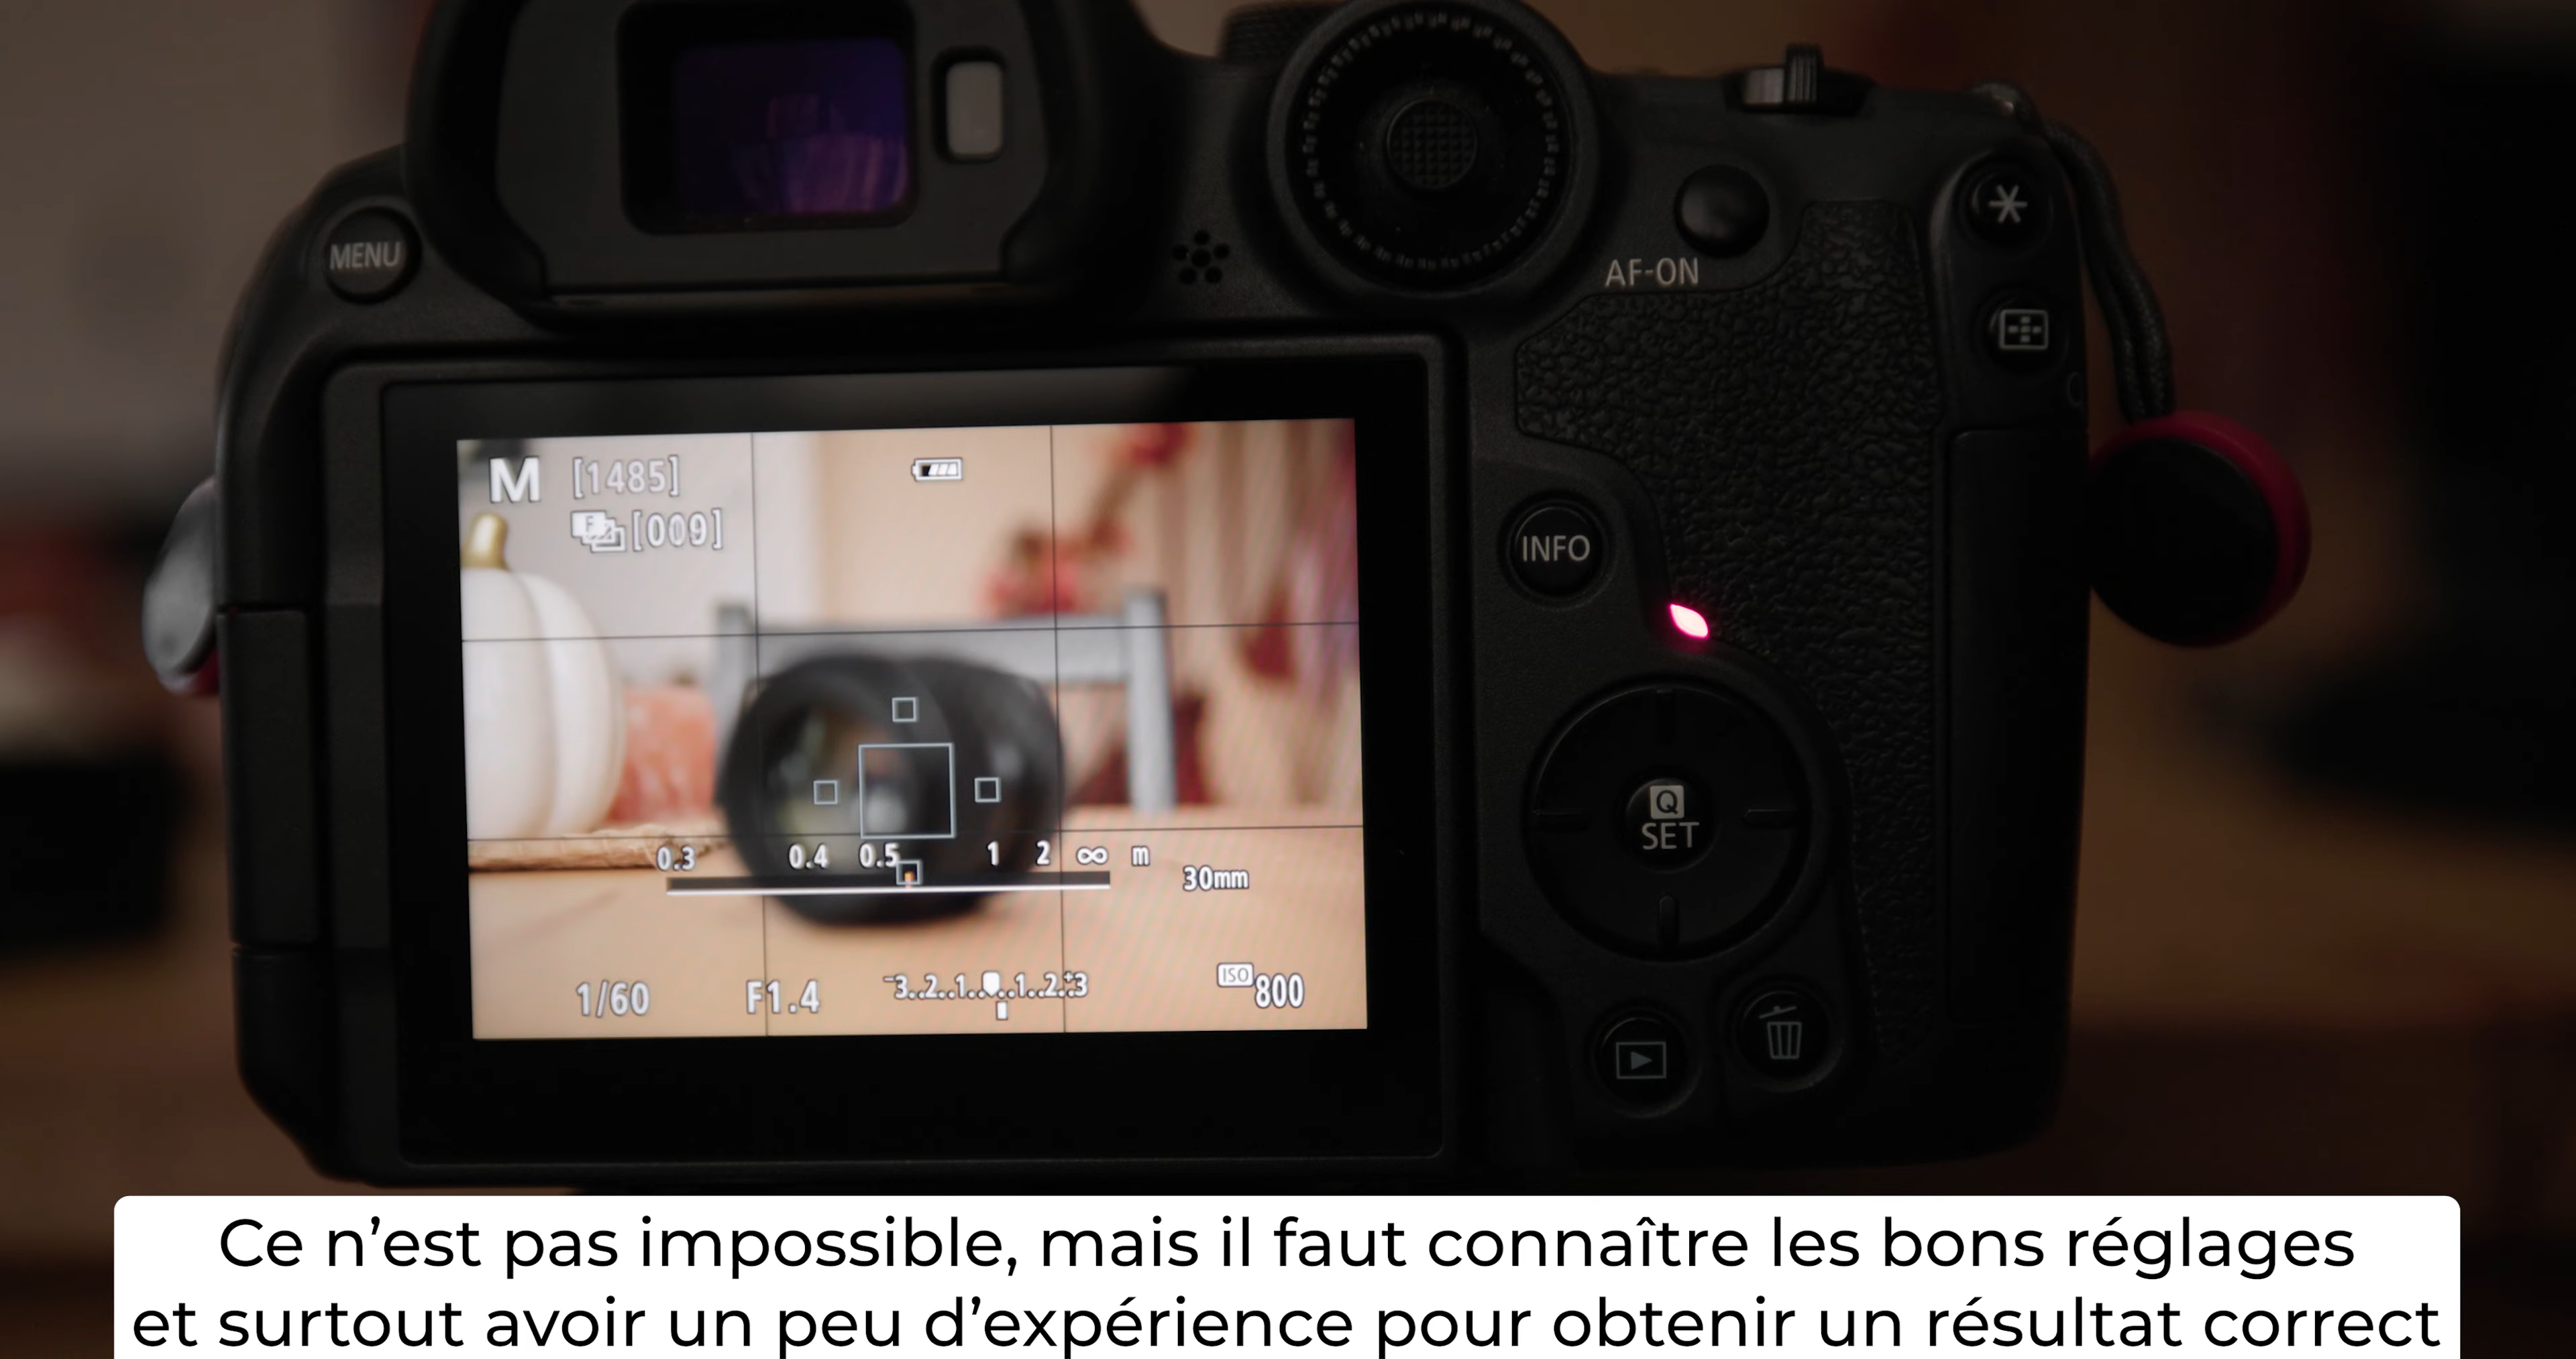 MENU
AF-ON
M [1485]
F [009]
INFO
Q
SET
0.3 0.4 0.5 1 2 ∞ m
30mm
1/60 F1.4 -3..2..1....1..2..+3 ISO 800
Ce n’est pas impossible, mais il faut connaître les bons réglages
et surtout avoir un peu d’expérience pour obtenir un résultat correct